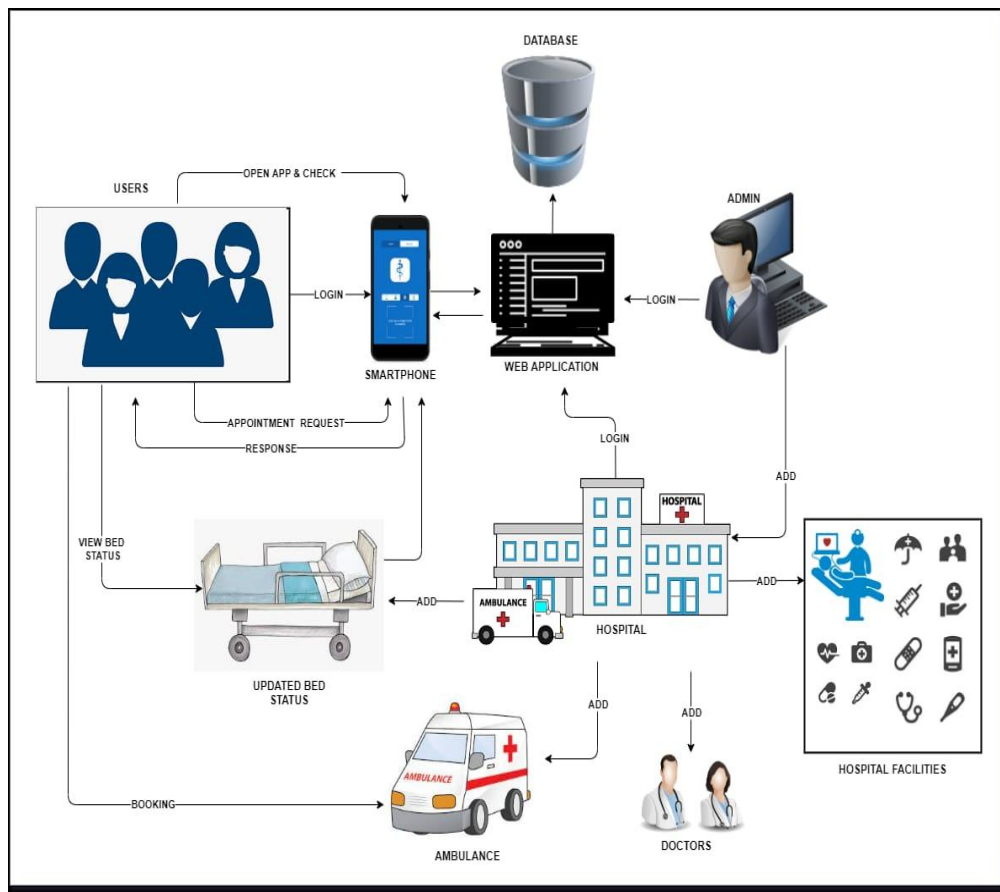 DATABASE
OPEN APP & CHECK
USERS
ADMIN
LOGIN
LOGIN
SMARTPHONE
WEB APPLICATION
APPOINTMENT REQUEST
RESPONSE
LOGIN
ADD
HOSPITAL
VIEW BED
STATUS
ADD
ADD
AMBULANCE
HOSPITAL
UPDATED BED
STATUS
ADD
ADD
AMBULANCE
HOSPITAL FACILITIES
BOOKING
DOCTORS
AMBULANCE